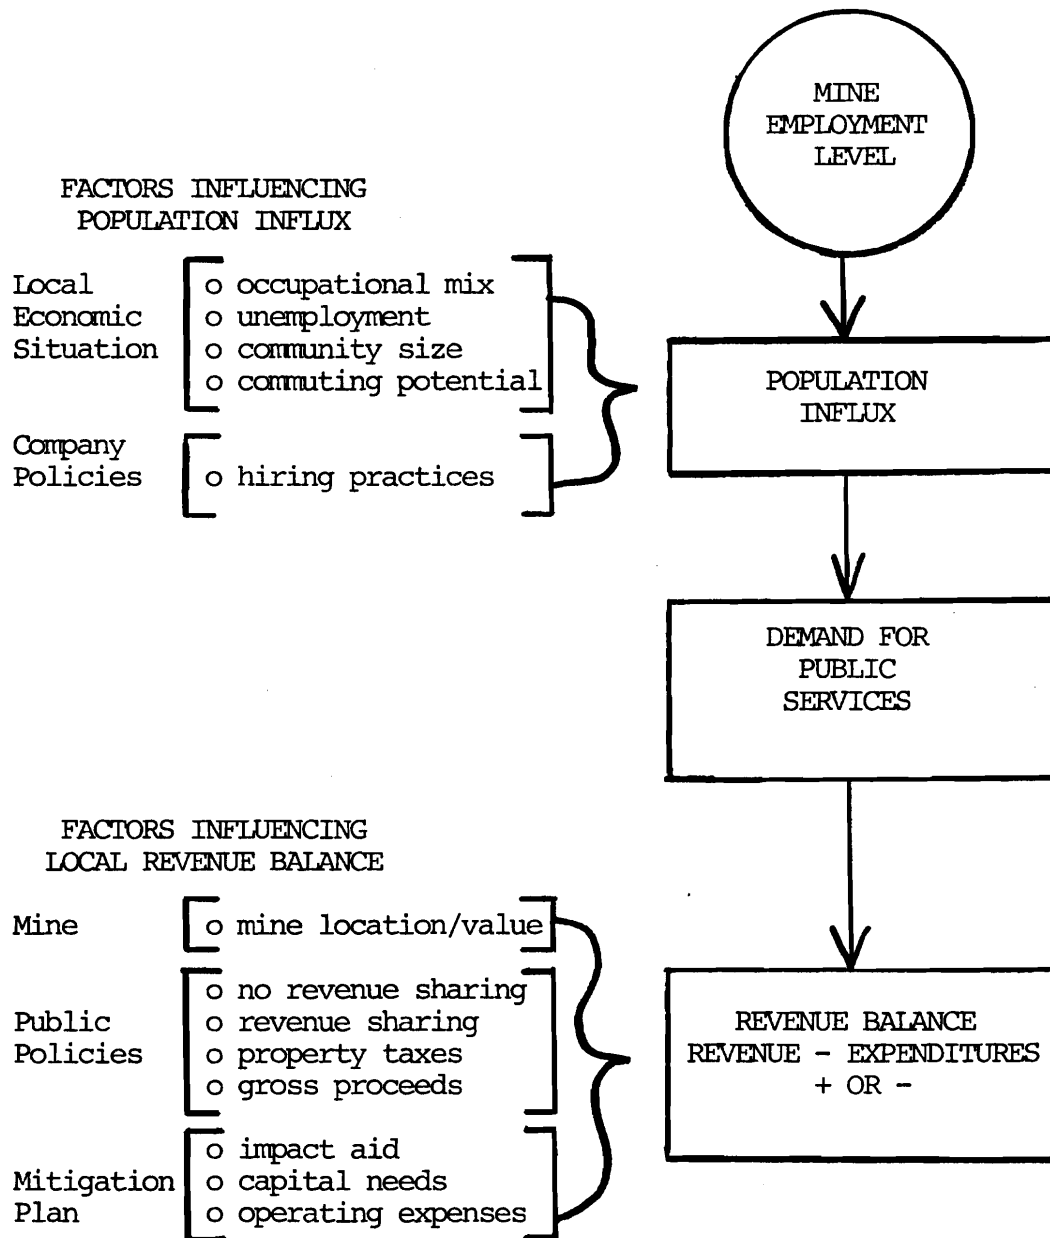 MINE
EMPLOYMENT
LEVEL
FACTORS INFLUENCING
POPULATION INFLUX
Local
Economic
Situation
o occupational mix
o unemployment
o community size
o commuting potential
Company
Policies
o hiring practices
POPULATION
INFLUX
DEMAND FOR
PUBLIC
SERVICES
FACTORS INFLUENCING
LOCAL REVENUE BALANCE
Mine
o mine location/value
Public
Policies
o no revenue sharing
o revenue sharing
o property taxes
o gross proceeds
Mitigation
Plan
o impact aid
o capital needs
o operating expenses
REVENUE BALANCE
REVENUE - EXPENDITURES
+ OR -